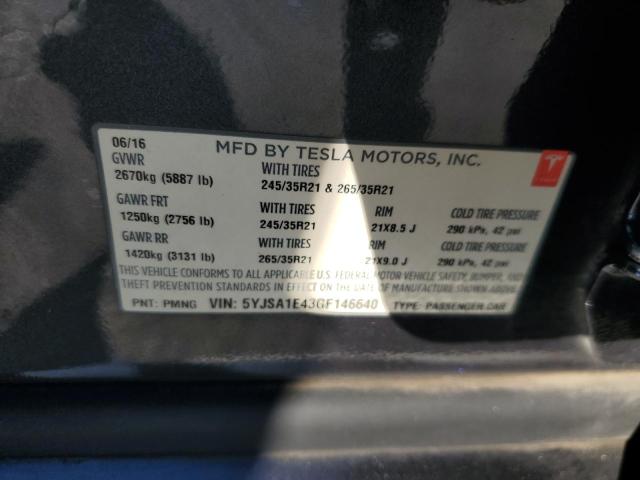 06/16 MFD BY TESLA MOTORS, INC.
GVWR WITH TIRES
2670kg (5887 lb) 245/35R21 & 265/35R21
GAWR FRT WITH TIRES RIM COLD TIRE PRESSURE
1250kg (2756 lb) 245/35R21 21X8.5 J 290 kPa, 42 psi
GAWR RR WITH TIRES RIM COLD TIRE PRESSURE
1420kg (3131 lb) 265/35R21 21X9.0 J 290 kPa, 42 psi
THIS VEHICLE CONFORMS TO ALL APPLICABLE U.S. FEDERAL MOTOR VEHICLE SAFETY, BUMPER, AND
THEFT PREVENTION STANDARDS IN EFFECT ON THE DATE OF MANUFACTURE SHOWN ABOVE.
PNT: PMNG VIN: 5YJSA1E43GF146640 TYPE: PASSENGER CAR